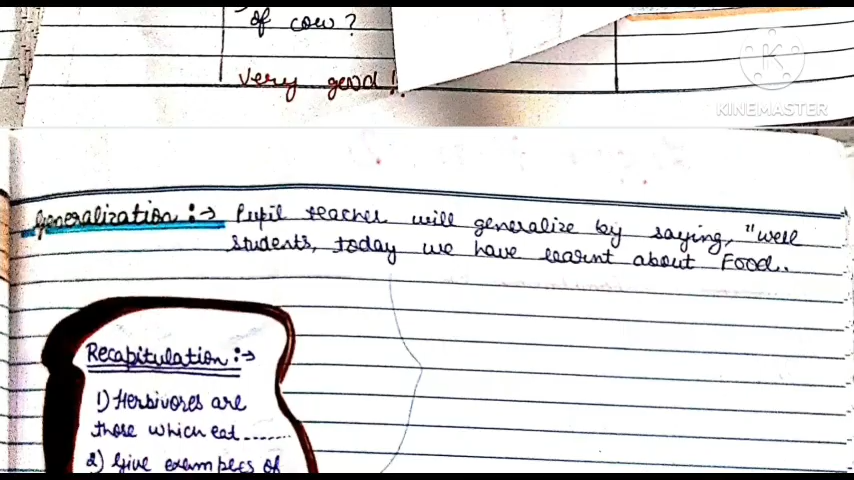 of cow?
Very good!
KINEMASTER
Generalization :→ Pupil teacher will generalize by saying, "Well
students, today we have learnt about Food.
Recapitulation :→
1) Herbivores are
those which eat ......
2) Give examples of